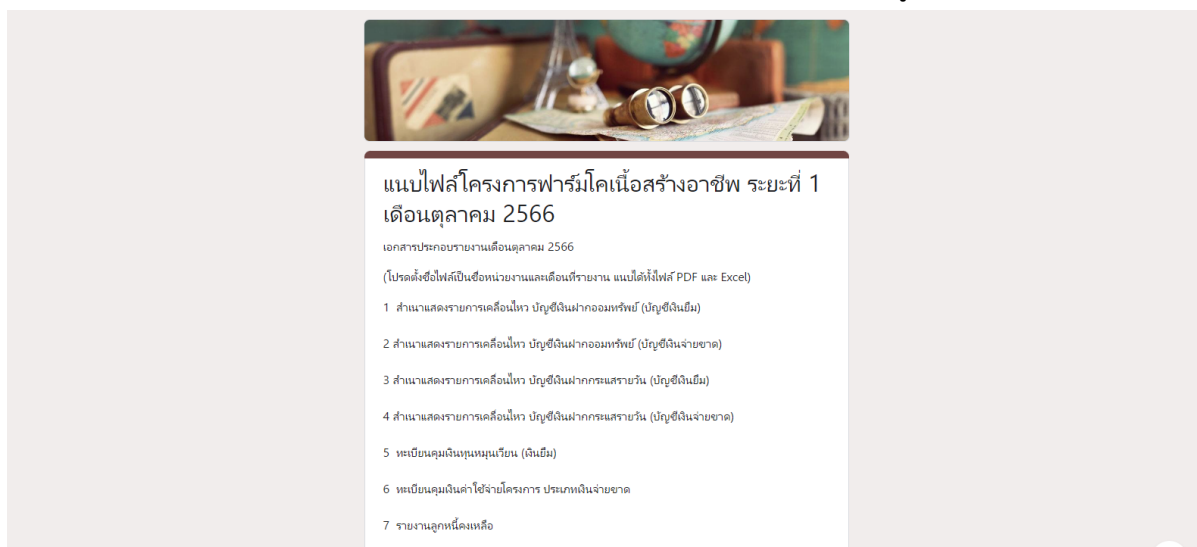 แนบไฟล์โครงการฟาร์มโคเนื้อสร้างอาชีพ ระยะที่ 1
เดือนตุลาคม 2566
เอกสารประกอบรายงานเดือนตุลาคม 2566
(โปรดตั้งชื่อไฟล์เป็นชื่อหน่วยงานและเดือนที่รายงาน แนบได้ทั้งไฟล์ PDF และ Excel)
1 สำเนาแสดงรายการเคลื่อนไหว บัญชีเงินฝากออมทรัพย์ (บัญชีเงินยืม)
2 สำเนาแสดงรายการเคลื่อนไหว บัญชีเงินฝากออมทรัพย์ (บัญชีเงินจ่ายขาด)
3 สำเนาแสดงรายการเคลื่อนไหว บัญชีเงินฝากกระแสรายวัน (บัญชีเงินยืม)
4 สำเนาแสดงรายการเคลื่อนไหว บัญชีเงินฝากกระแสรายวัน (บัญชีเงินจ่ายขาด)
5 ทะเบียนคุมเงินทุนหมุนเวียน (เงินยืม)
6 ทะเบียนคุมเงินค่าใช้จ่ายโครงการ ประเภทเงินจ่ายขาด
7 รายงานลูกหนี้คงเหลือ